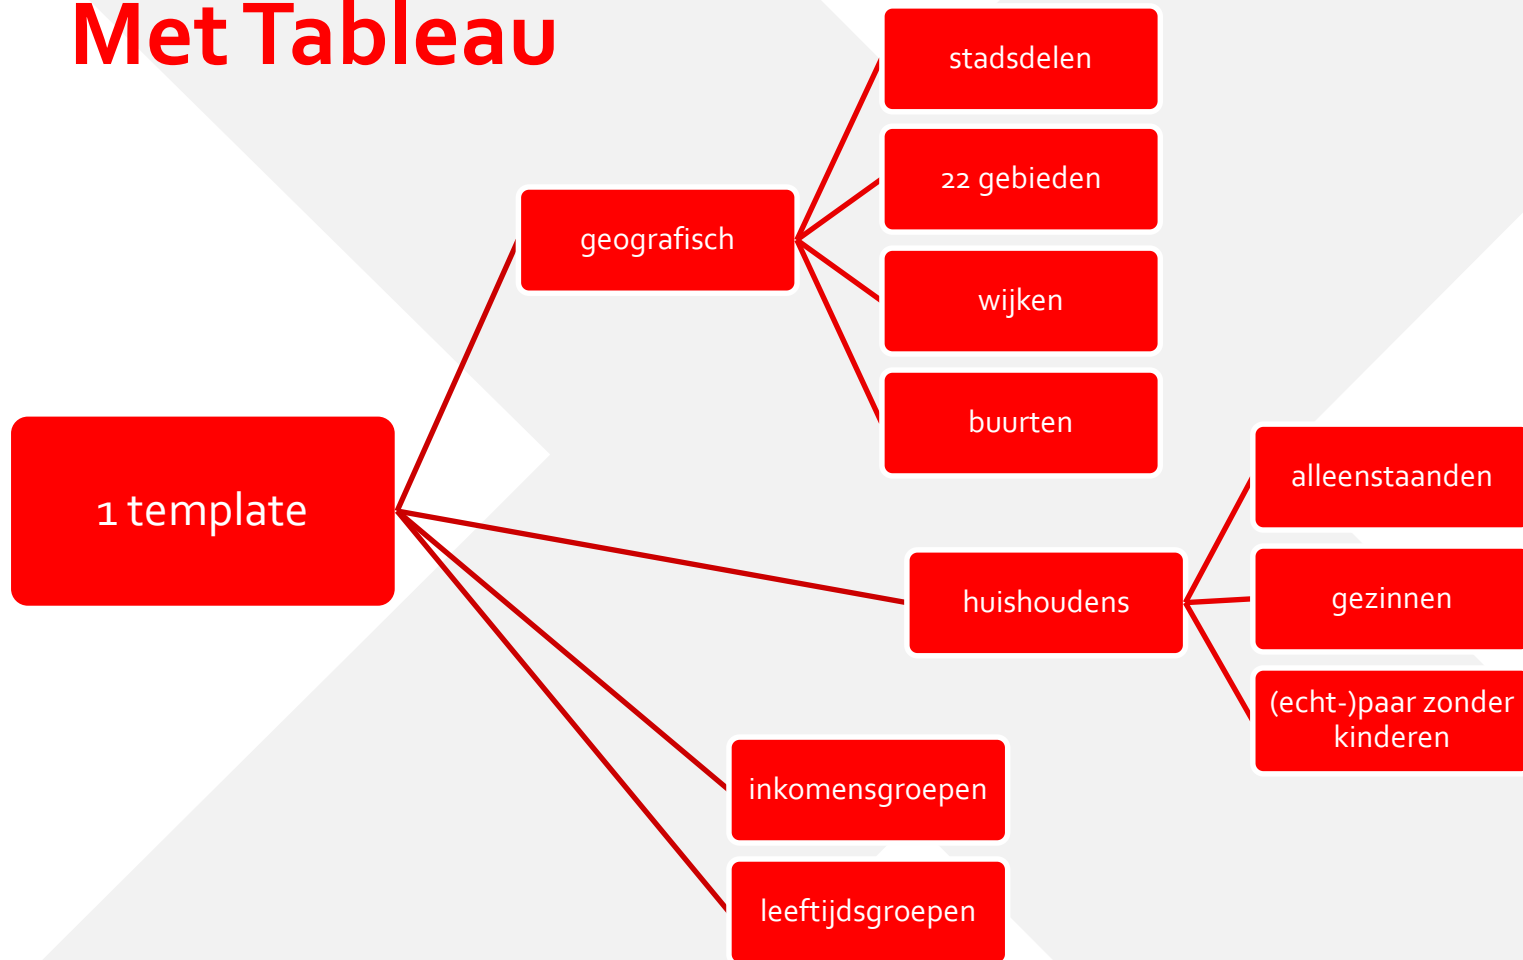 Met Tableau
stadsdelen
22 gebieden
geografisch
wijken
buurten
1 template
alleenstaanden
huishoudens
gezinnen
(echt-)paar zonder
kinderen
inkomensgroepen
leeftijdsgroepen